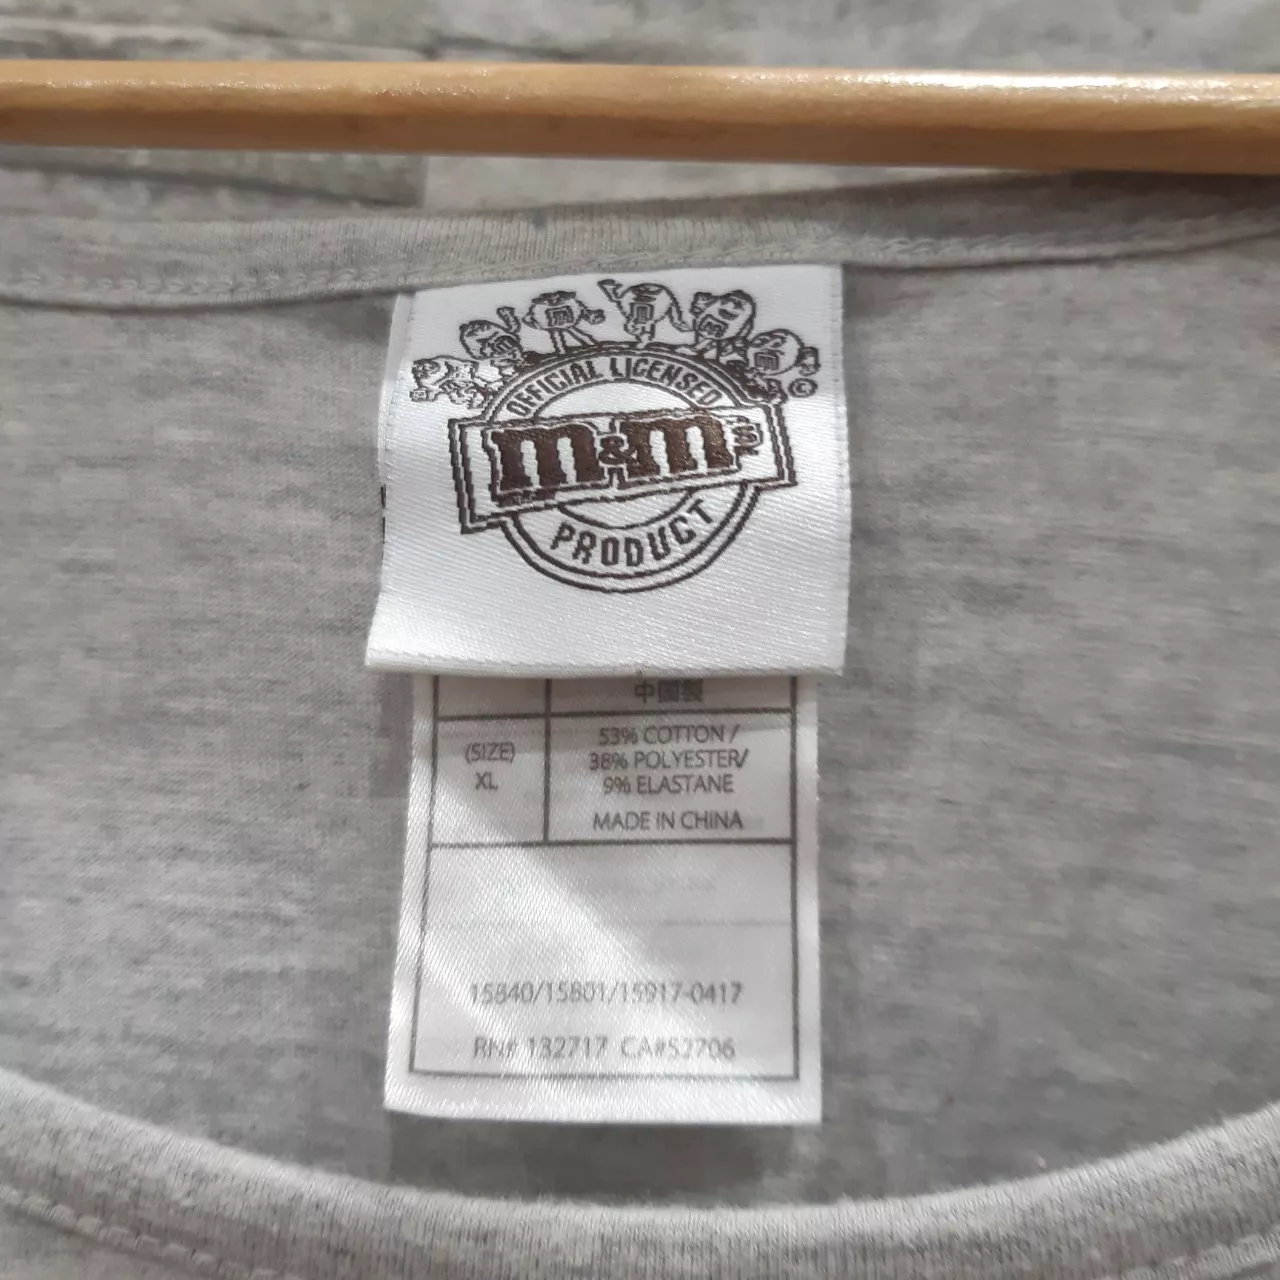 OFFICIAL LICENSED
m&m's
PRODUCT
©
中国製
(SIZE)
XL
53% COTTON /
38% POLYESTER/
9% ELASTANE
MADE IN CHINA
15840/15801/15917-0417
RN# 132717 CA#52706